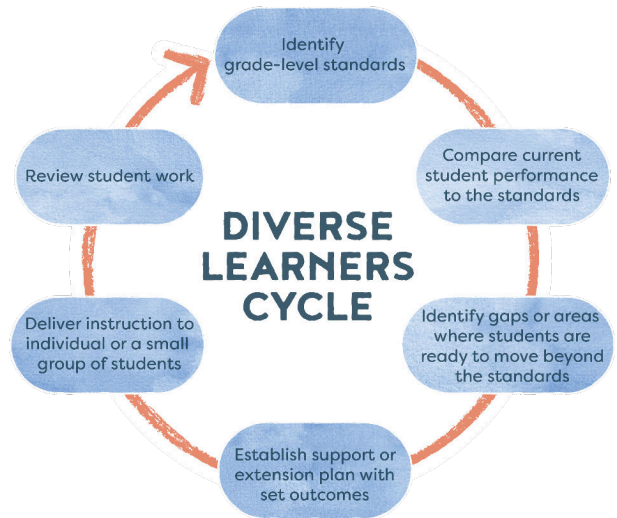 Identify
grade-level standards
Compare current
student performance
to the standards
Identify gaps or areas
where students are
ready to move beyond
the standards
Establish support or
extension plan with
set outcomes
Deliver instruction to
individual or a small
group of students
Review student work
DIVERSE
LEARNERS
CYCLE